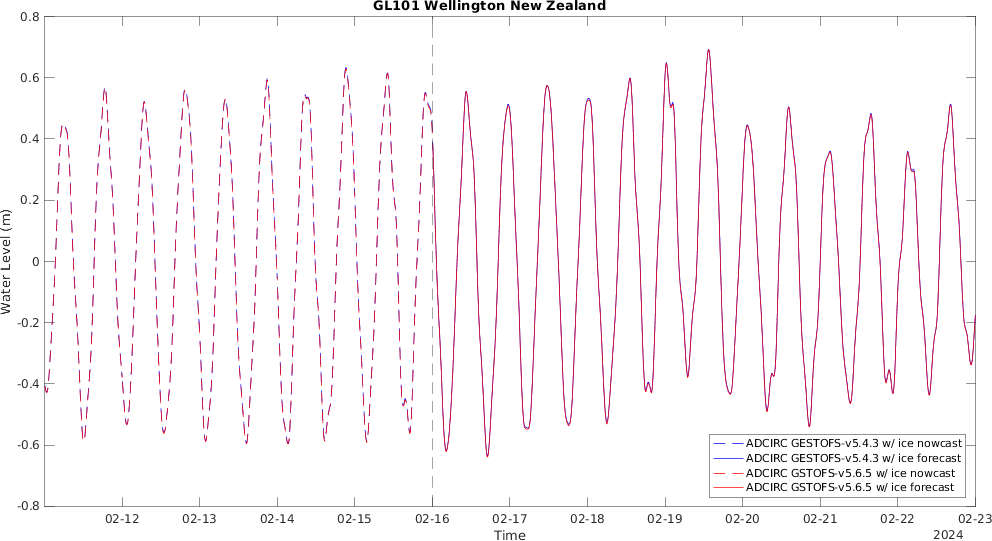 GL101 Wellington New Zealand
0.8
0.6
0.4
0.2
0
-0.2
-0.4
-0.6
-0.8
Water Level (m)
02-12 02-13 02-14 02-15 02-16 02-17 02-18 02-19 02-20 02-21 02-22 02-23
Time
2024
ADCIRC GESTOFS-v5.4.3 w/ ice nowcast
ADCIRC GESTOFS-v5.4.3 w/ ice forecast
ADCIRC GSTOFS-v5.6.5 w/ ice nowcast
ADCIRC GSTOFS-v5.6.5 w/ ice forecast